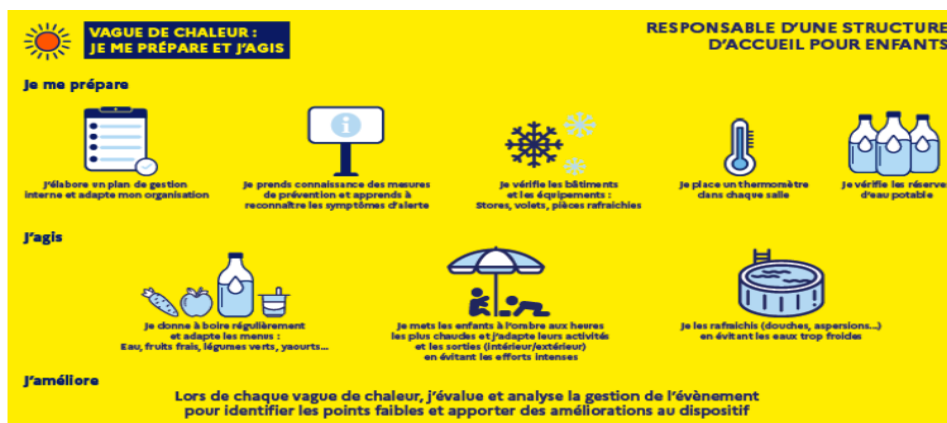 VAGUE DE CHALEUR :
JE ME PRÉPARE ET J'AGIS
RESPONSABLE D'UNE STRUCTURE
D'ACCUEIL POUR ENFANTS
Je me prépare
J'élabore un plan de gestion
interne et adapte mon organisation
Je prends connaissance des mesures
de prévention et apprends à
reconnaître les symptômes d'alerte
Je vérifie les bâtiments
et les équipements :
Stores, volets, pièces rafraichies
Je place un thermomètre
dans chaque salle
Je vérifie les réserve
d'eau potable
J'agis
Je donne à boire régulièrement
et adapte les menus :
Eau, fruits frais, légumes verts, yaourts...
Je mets les enfants à l'ombre aux heures
les plus chaudes et j'adapte leurs activités
et les sorties (intérieur/extérieur)
en évitant les efforts intenses
Je les rafraichis (douches, aspersions...)
en évitant les eaux trop froides
J'améliore
Lors de chaque vague de chaleur, j'évalue et analyse la gestion de l'évènement
pour identifier les points faibles et apporter des améliorations au dispositif